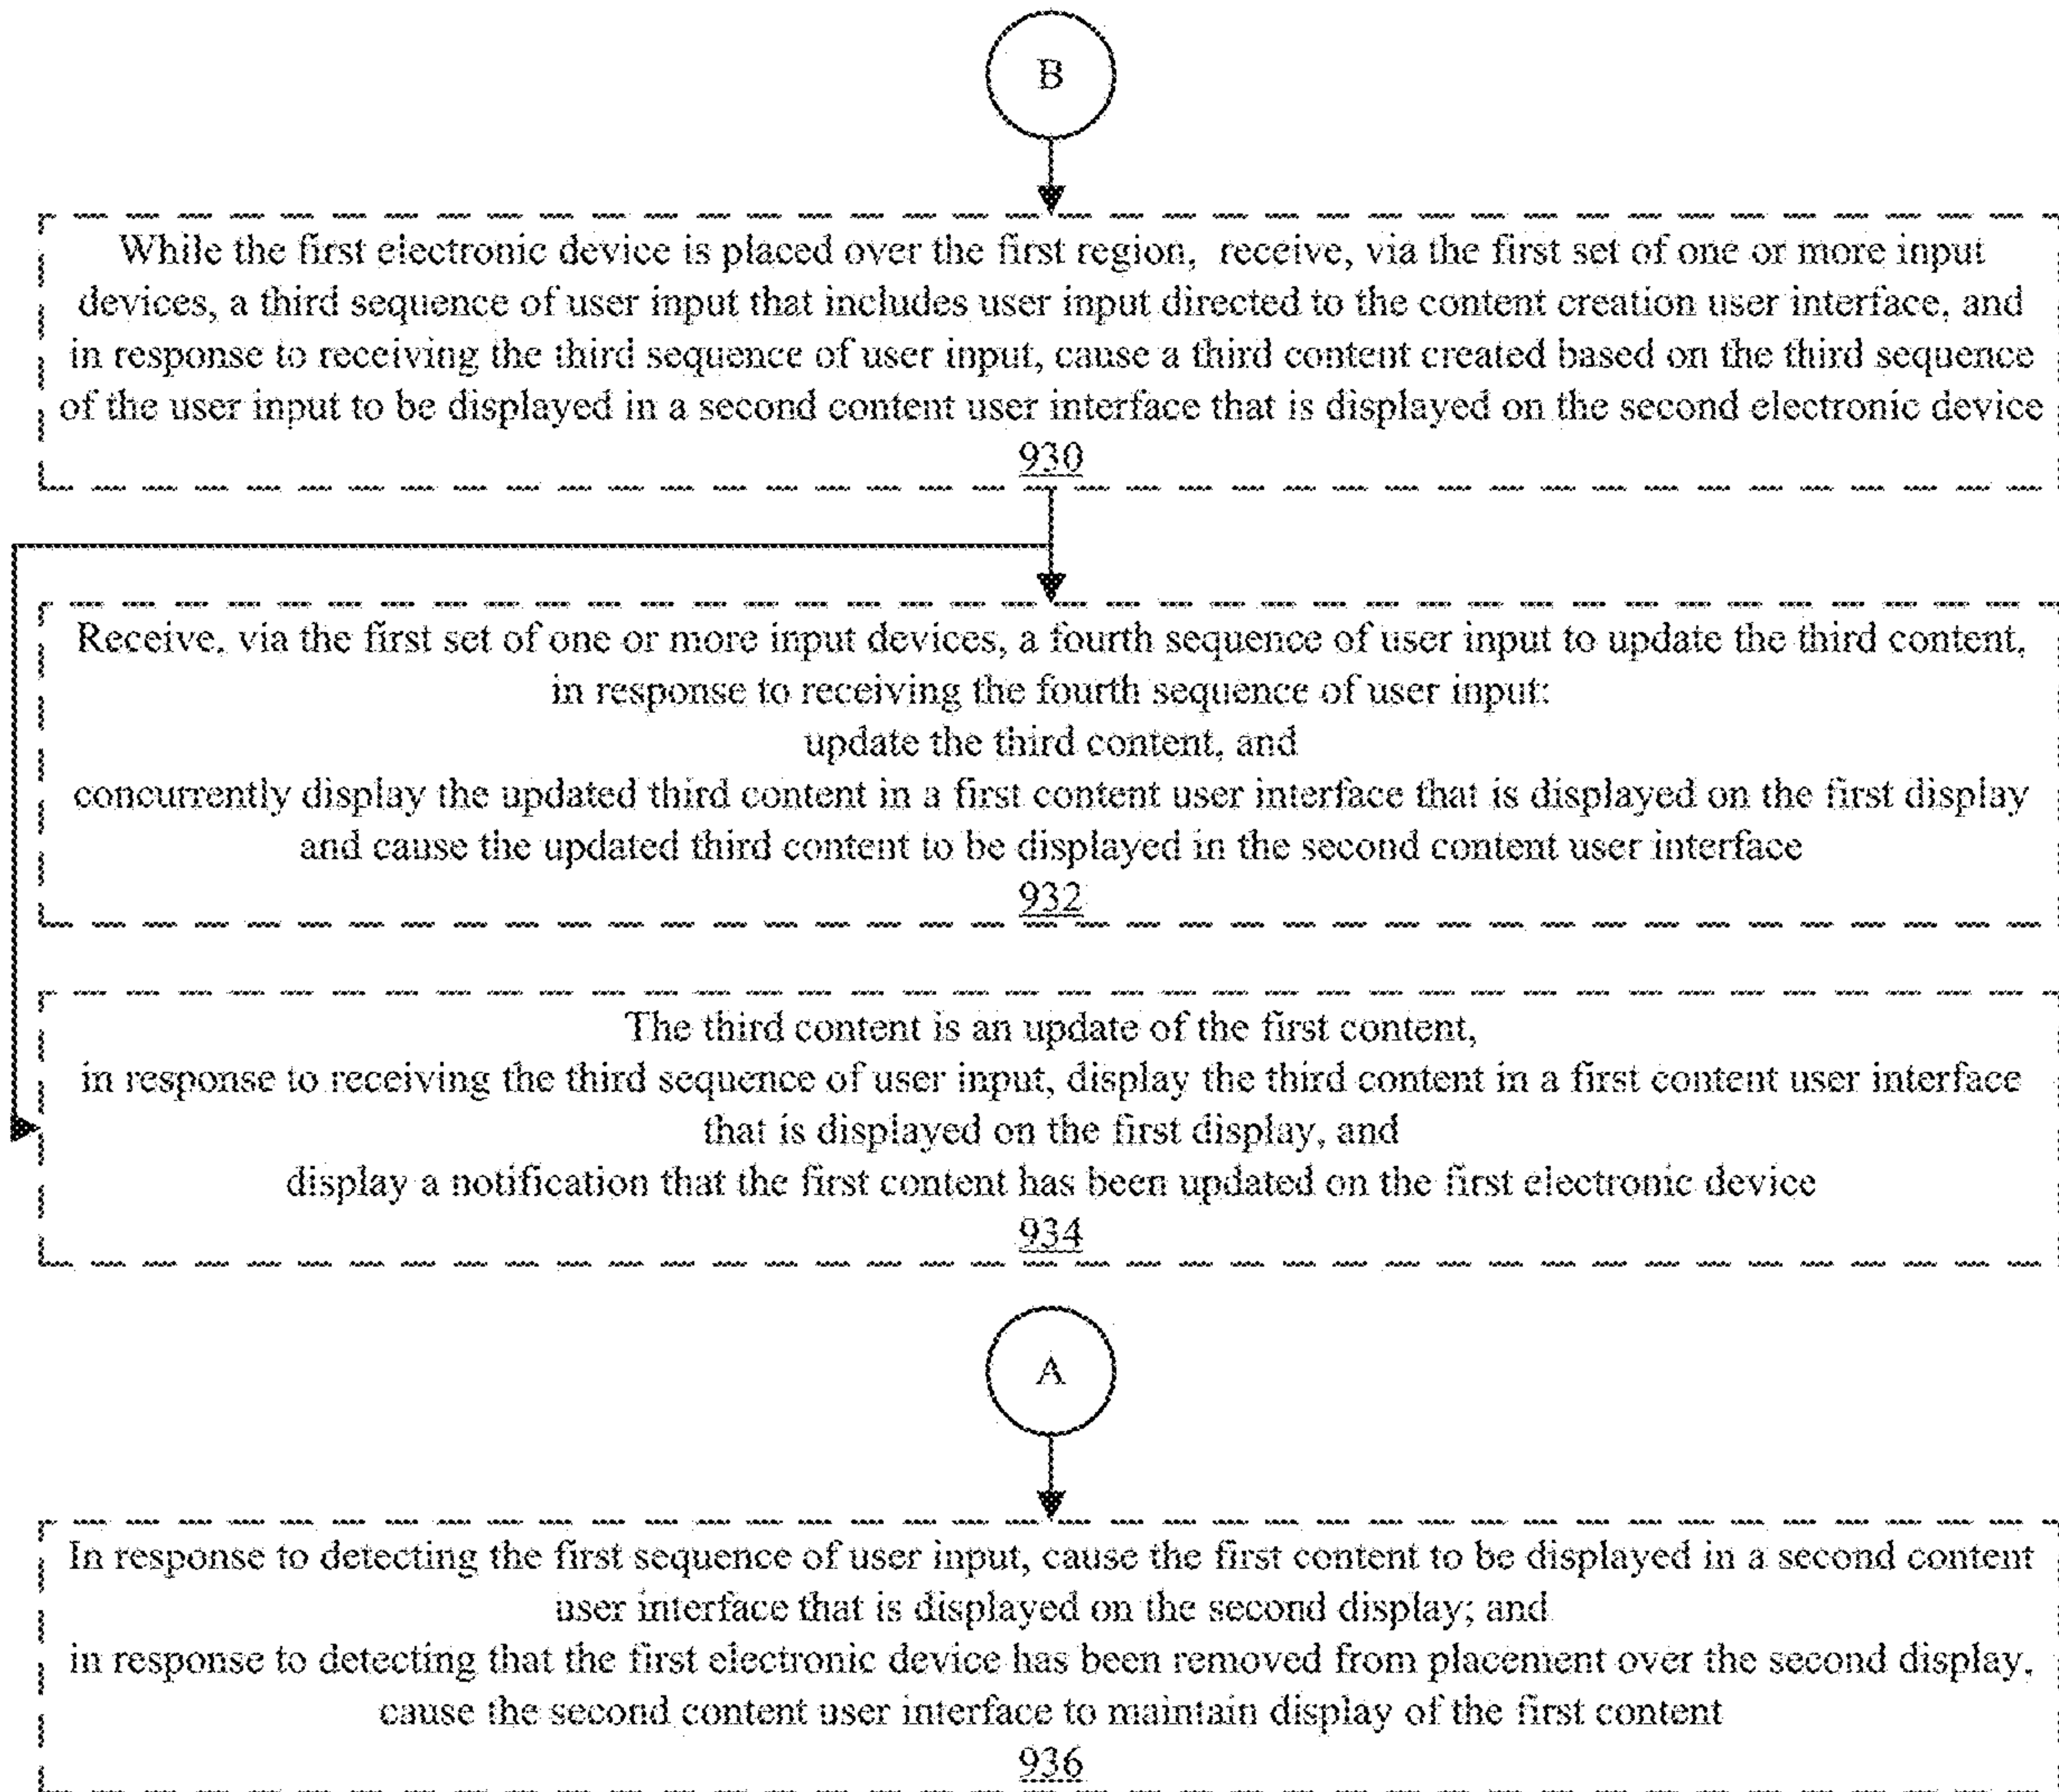 B
While the first electronic device is placed over the first region, receive, via the first set of one or more input
devices, a third sequence of user input that includes user input directed to the content creation user interface, and
in response to receiving the third sequence of user input, cause a third content created based on the third sequence
of the user input to be displayed in a second content user interface that is displayed on the second electronic device
930
Receive, via the first set of one or more input devices, a fourth sequence of user input to update the third content,
in response to receiving the fourth sequence of user input:
update the third content, and
concurrently display the updated third content in a first content user interface that is displayed on the first display
and cause the updated third content to be displayed in the second content user interface
932
The third content is an update of the first content,
in response to receiving the third sequence of user input, display the third content in a first content user interface
that is displayed on the first display, and
display a notification that the first content has been updated on the first electronic device
934
A
In response to detecting the first sequence of user input, cause the first content to be displayed in a second content
user interface that is displayed on the second display; and
in response to detecting that the first electronic device has been removed from placement over the second display,
cause the second content user interface to maintain display of the first content
936